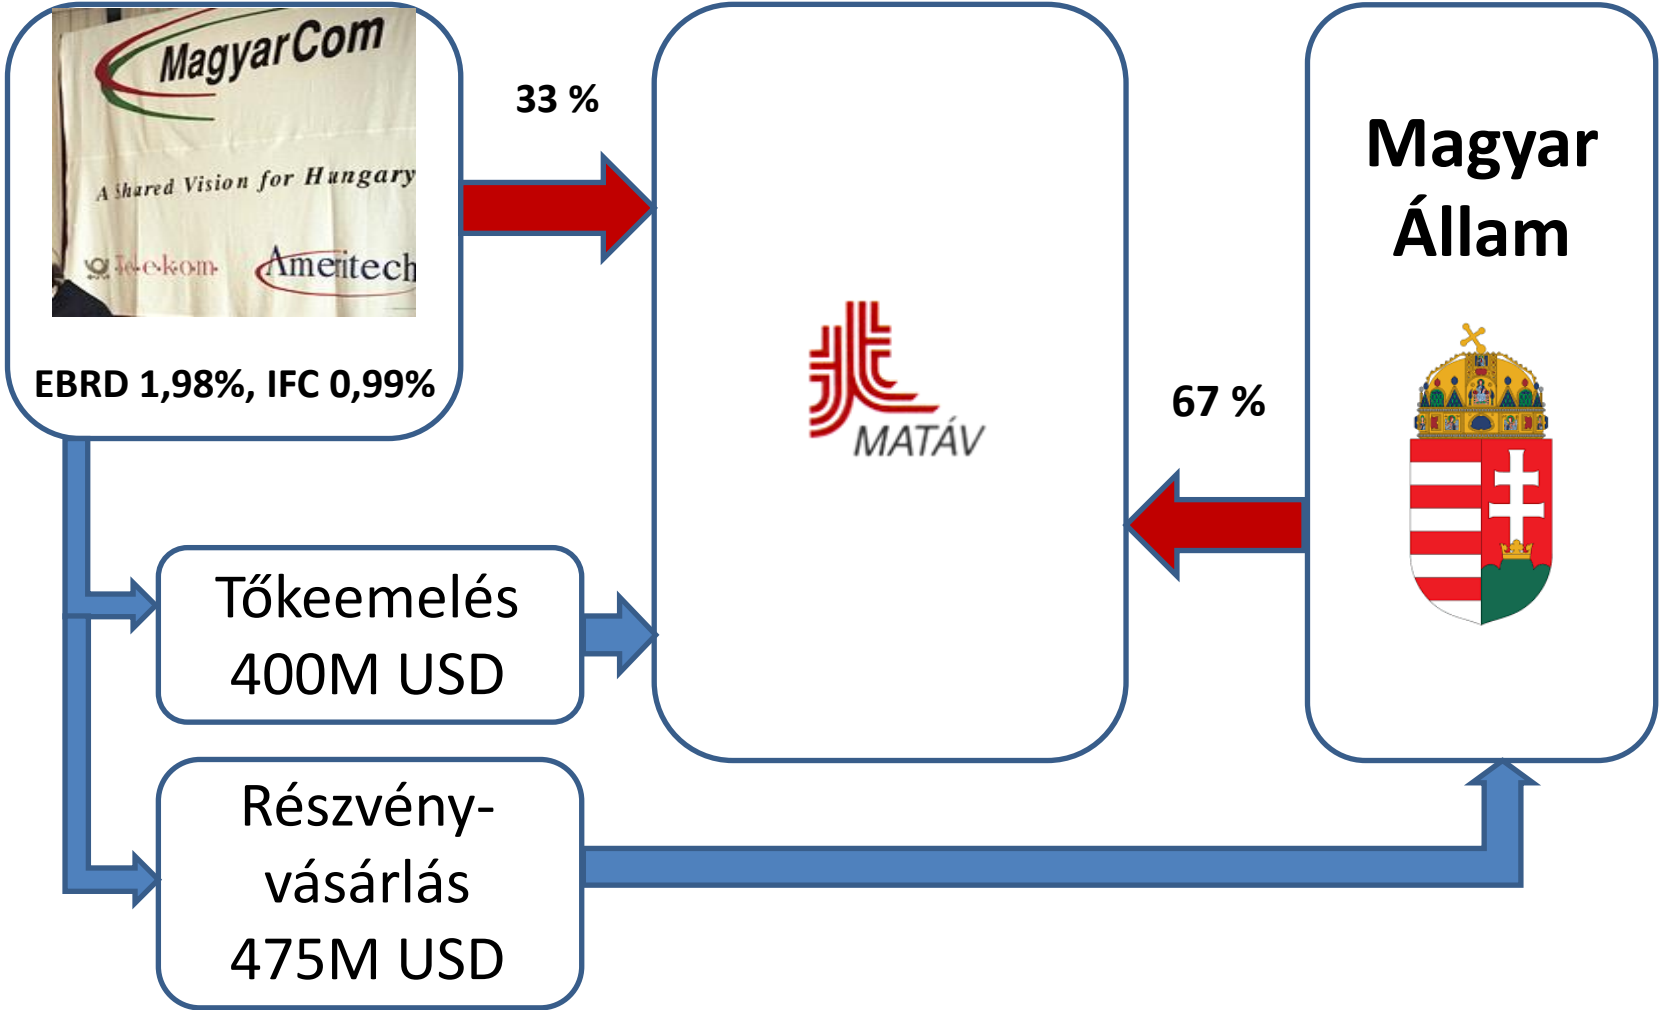 MagyarCom
A Shared Vision for Hungary
Telekom
Ameritech
EBRD 1,98%, IFC 0,99%
33 %
MATÁV
67 %
Magyar
Állam
Tőkeemelés
400M USD
Részvény-
vásárlás
475M USD